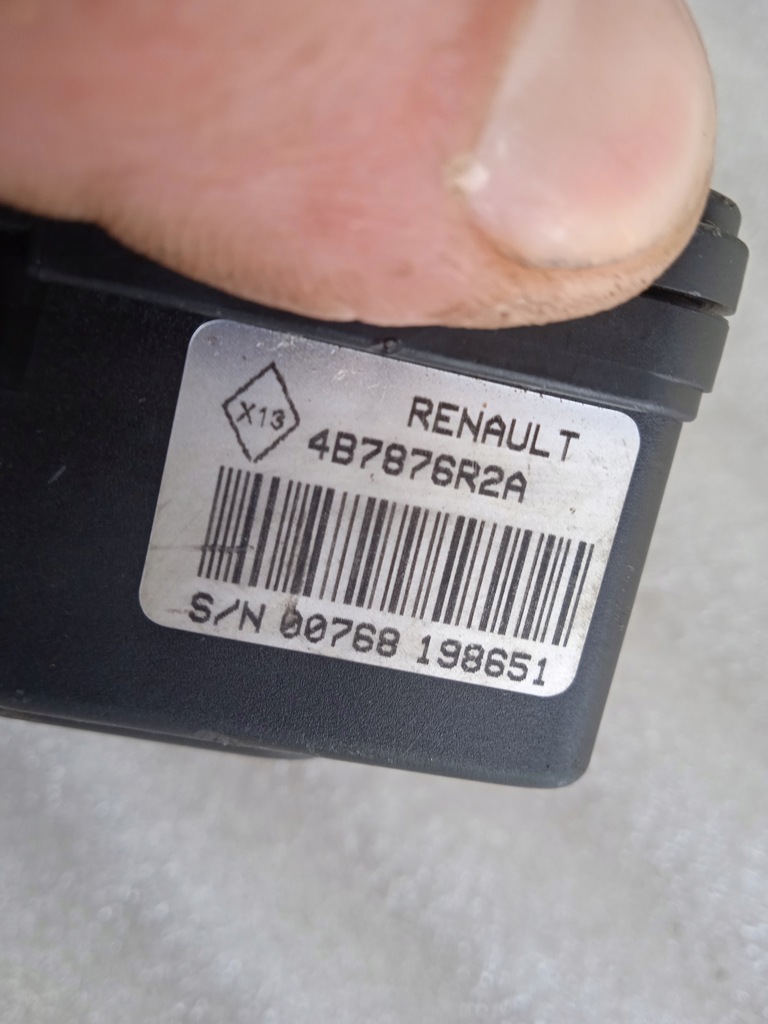 X13
RENAULT
4B7876R2A
S/N 00768 198651